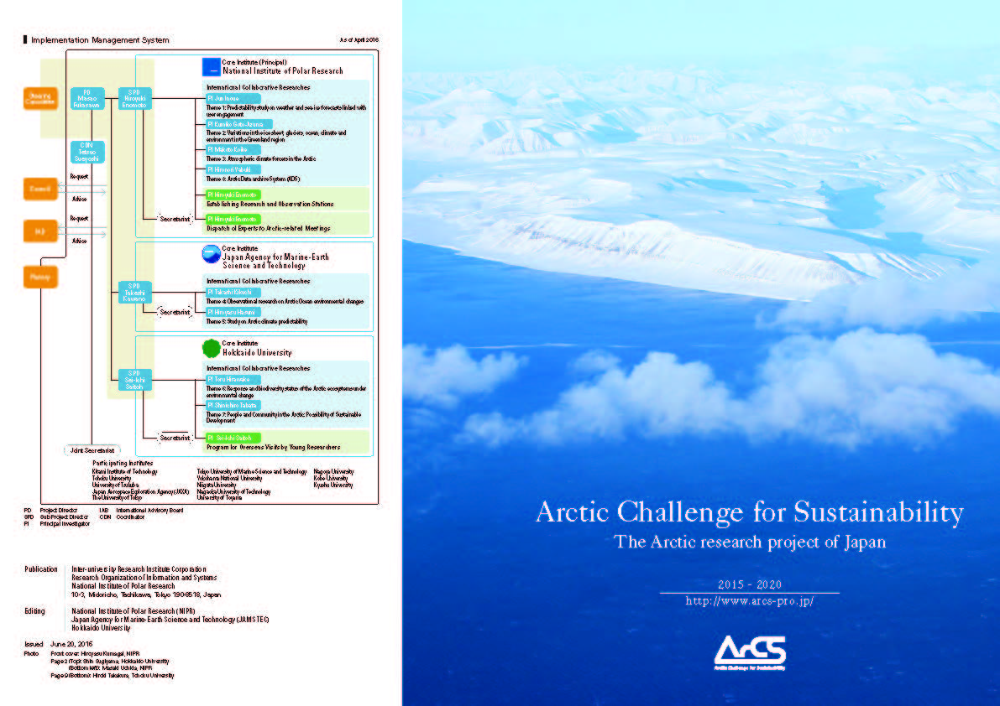 Implementation Management System
As of April 2016
Core Institute (Principal)
National Institute of Polar Research
International Collaborative Researches
PI Jun Inoue
Theme 1: Predictability study on weather and sea-ice forecasts linked with
user engagement
PI Kumiko Goto-Azuma
Theme 2: Variations in the ice sheet, glaciers, ocean, climate and
environment in the Greenland region
PI Makoto Koike
Theme 3: Atmospheric climate forcers in the Arctic
PI Hironori Yabuki
Theme 8: Arctic Data archive System (ADS)
PI Hiroyuki Enomoto
Establishing Research and Observation Stations
PI Hiroyuki Enomoto
Dispatch of Experts to Arctic-related Meetings
PD
Masao
Fukasawa
SPD
Hiroyuki
Enomoto
CDN
Tetsuo
Sueyoshi
Request
Advice
Request
Advice
IAB
Secretariat
Core Institute
Japan Agency for Marine-Earth
Science and Technology
International Collaborative Researches
PI Takashi Kikuchi
Theme 4: Observational research on Arctic Ocean environmental changes
PI Hiroyasu Hasumi
Theme 5: Study on Arctic climate predictability
SPD
Takeshi
Kawano
Secretariat
Core Institute
Hokkaido University
International Collaborative Researches
PI Toru Hirawake
Theme 6: Response and biodiversity status of the Arctic ecosystems under
environmental change
PI Shinichiro Tabata
Theme 7: People and Community in the Arctic: Possibility of Sustainable
Development
PI Sei-Ichi Saitoh
Program for Overseas Visits by Young Researchers
SPD
Sei-Ichi
Saitoh
Secretariat
Joint Secretariat
Participating Institutes
Kitami Institute of Technology
Tohoku University
University of Tsukuba
Japan Aerospace Exploration Agency (JAXA)
The University of Tokyo
Tokyo University of Marine Science and Technology
Yokohama National University
Niigata University
Nagaoka University of Technology
University of Toyama
Nagoya University
Kobe University
Kyushu University
PD Project Director IAB International Advisory Board
SPD Sub Project Director CDN Coordinator
PI Principal Investigator
Publication Inter-university Research Institute Corporation
Research Organization of Information and Systems
National Institute of Polar Research
10-3, Midoricho, Tachikawa, Tokyo 190-8518, Japan
Editing National Institute of Polar Research (NIPR)
Japan Agency for Marine-Earth Science and Technology (JAMSTEC)
Hokkaido University
Issued June 20, 2016
Photo Front cover: Hiroyasu Kumagai, NIPR
Page 2 (Top): Shin Sugiyama, Hokkaido University
(Bottom left): Masaki Uchida, NIPR
Page 9 (Bottom): Hiroki Takakura, Tohoku University
Arctic Challenge for Sustainability
The Arctic research project of Japan
2015 - 2020
http://www.arcs-pro.jp/
ArCS
Arctic Challenge for Sustainability